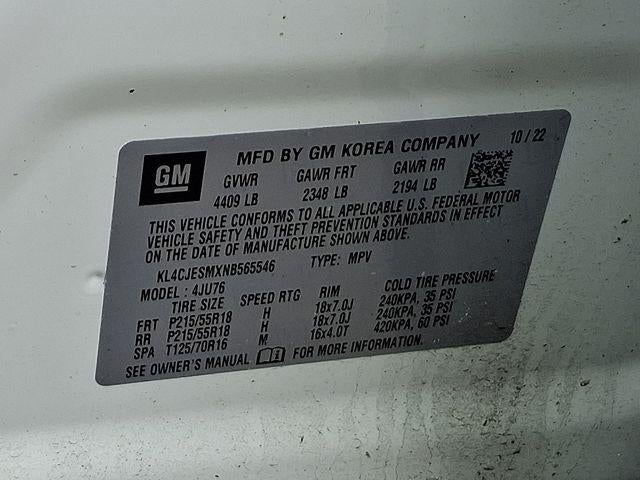 GM
MFD BY GM KOREA COMPANY 10 / 22
GVWR GAWR FRT GAWR RR
4409 LB 2348 LB 2194 LB
THIS VEHICLE CONFORMS TO ALL APPLICABLE U.S. FEDERAL MOTOR
VEHICLE SAFETY AND THEFT PREVENTION STANDARDS IN EFFECT
ON THE DATE OF MANUFACTURE SHOWN ABOVE.
KL4CJESMXNB565546 TYPE: MPV
MODEL : 4JU76
TIRE SIZE SPEED RTG RIM COLD TIRE PRESSURE
FRT P215/55R18 H 18x7.0J 240KPA, 35 PSI
RR P215/55R18 H 18x7.0J 240KPA, 35 PSI
SPA T125/70R16 M 16x4.0T 420KPA, 60 PSI
SEE OWNER'S MANUAL FOR MORE INFORMATION.